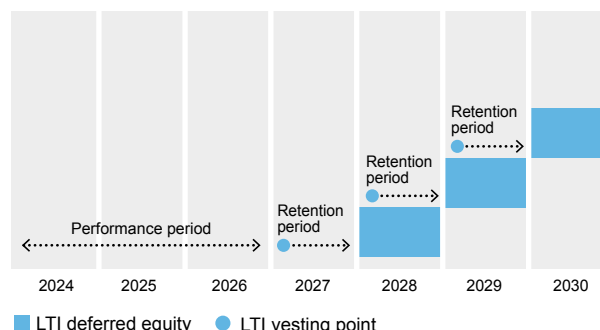 Retention
period
Retention
period
Performance period
Retention
period
2024 2025 2026 2027 2028 2029 2030
LTI deferred equity LTI vesting point